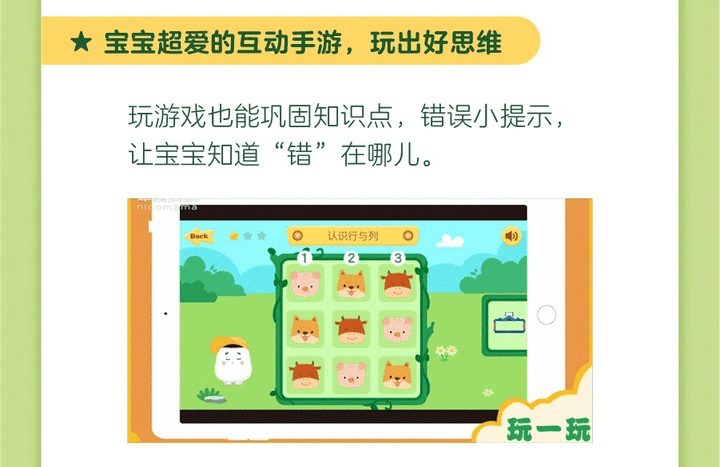 ★ 宝宝超爱的互动手游，玩出好思维
玩游戏也能巩固知识点，错误小提示，
让宝宝知道“错”在哪儿。
nicomama
Back
认识行与列
1 2 3
玩一玩